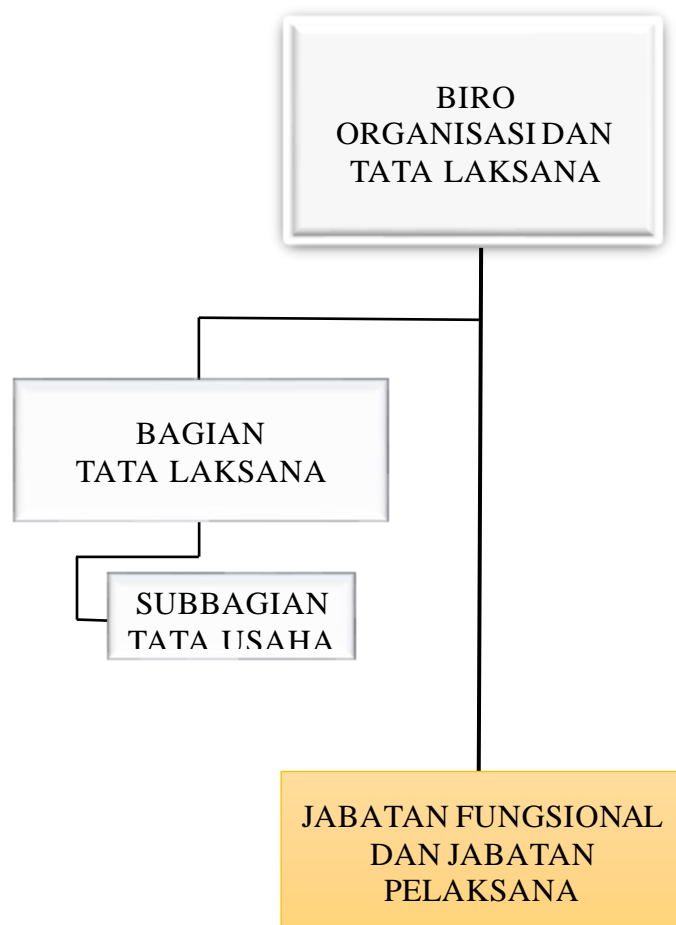 BIRO
ORGANISASI DAN
TATA LAKSANA
BAGIAN
TATA LAKSANA
SUBBAGIAN
TATA USAHA
JABATAN FUNGSIONAL
DAN JABATAN
PELAKSANA